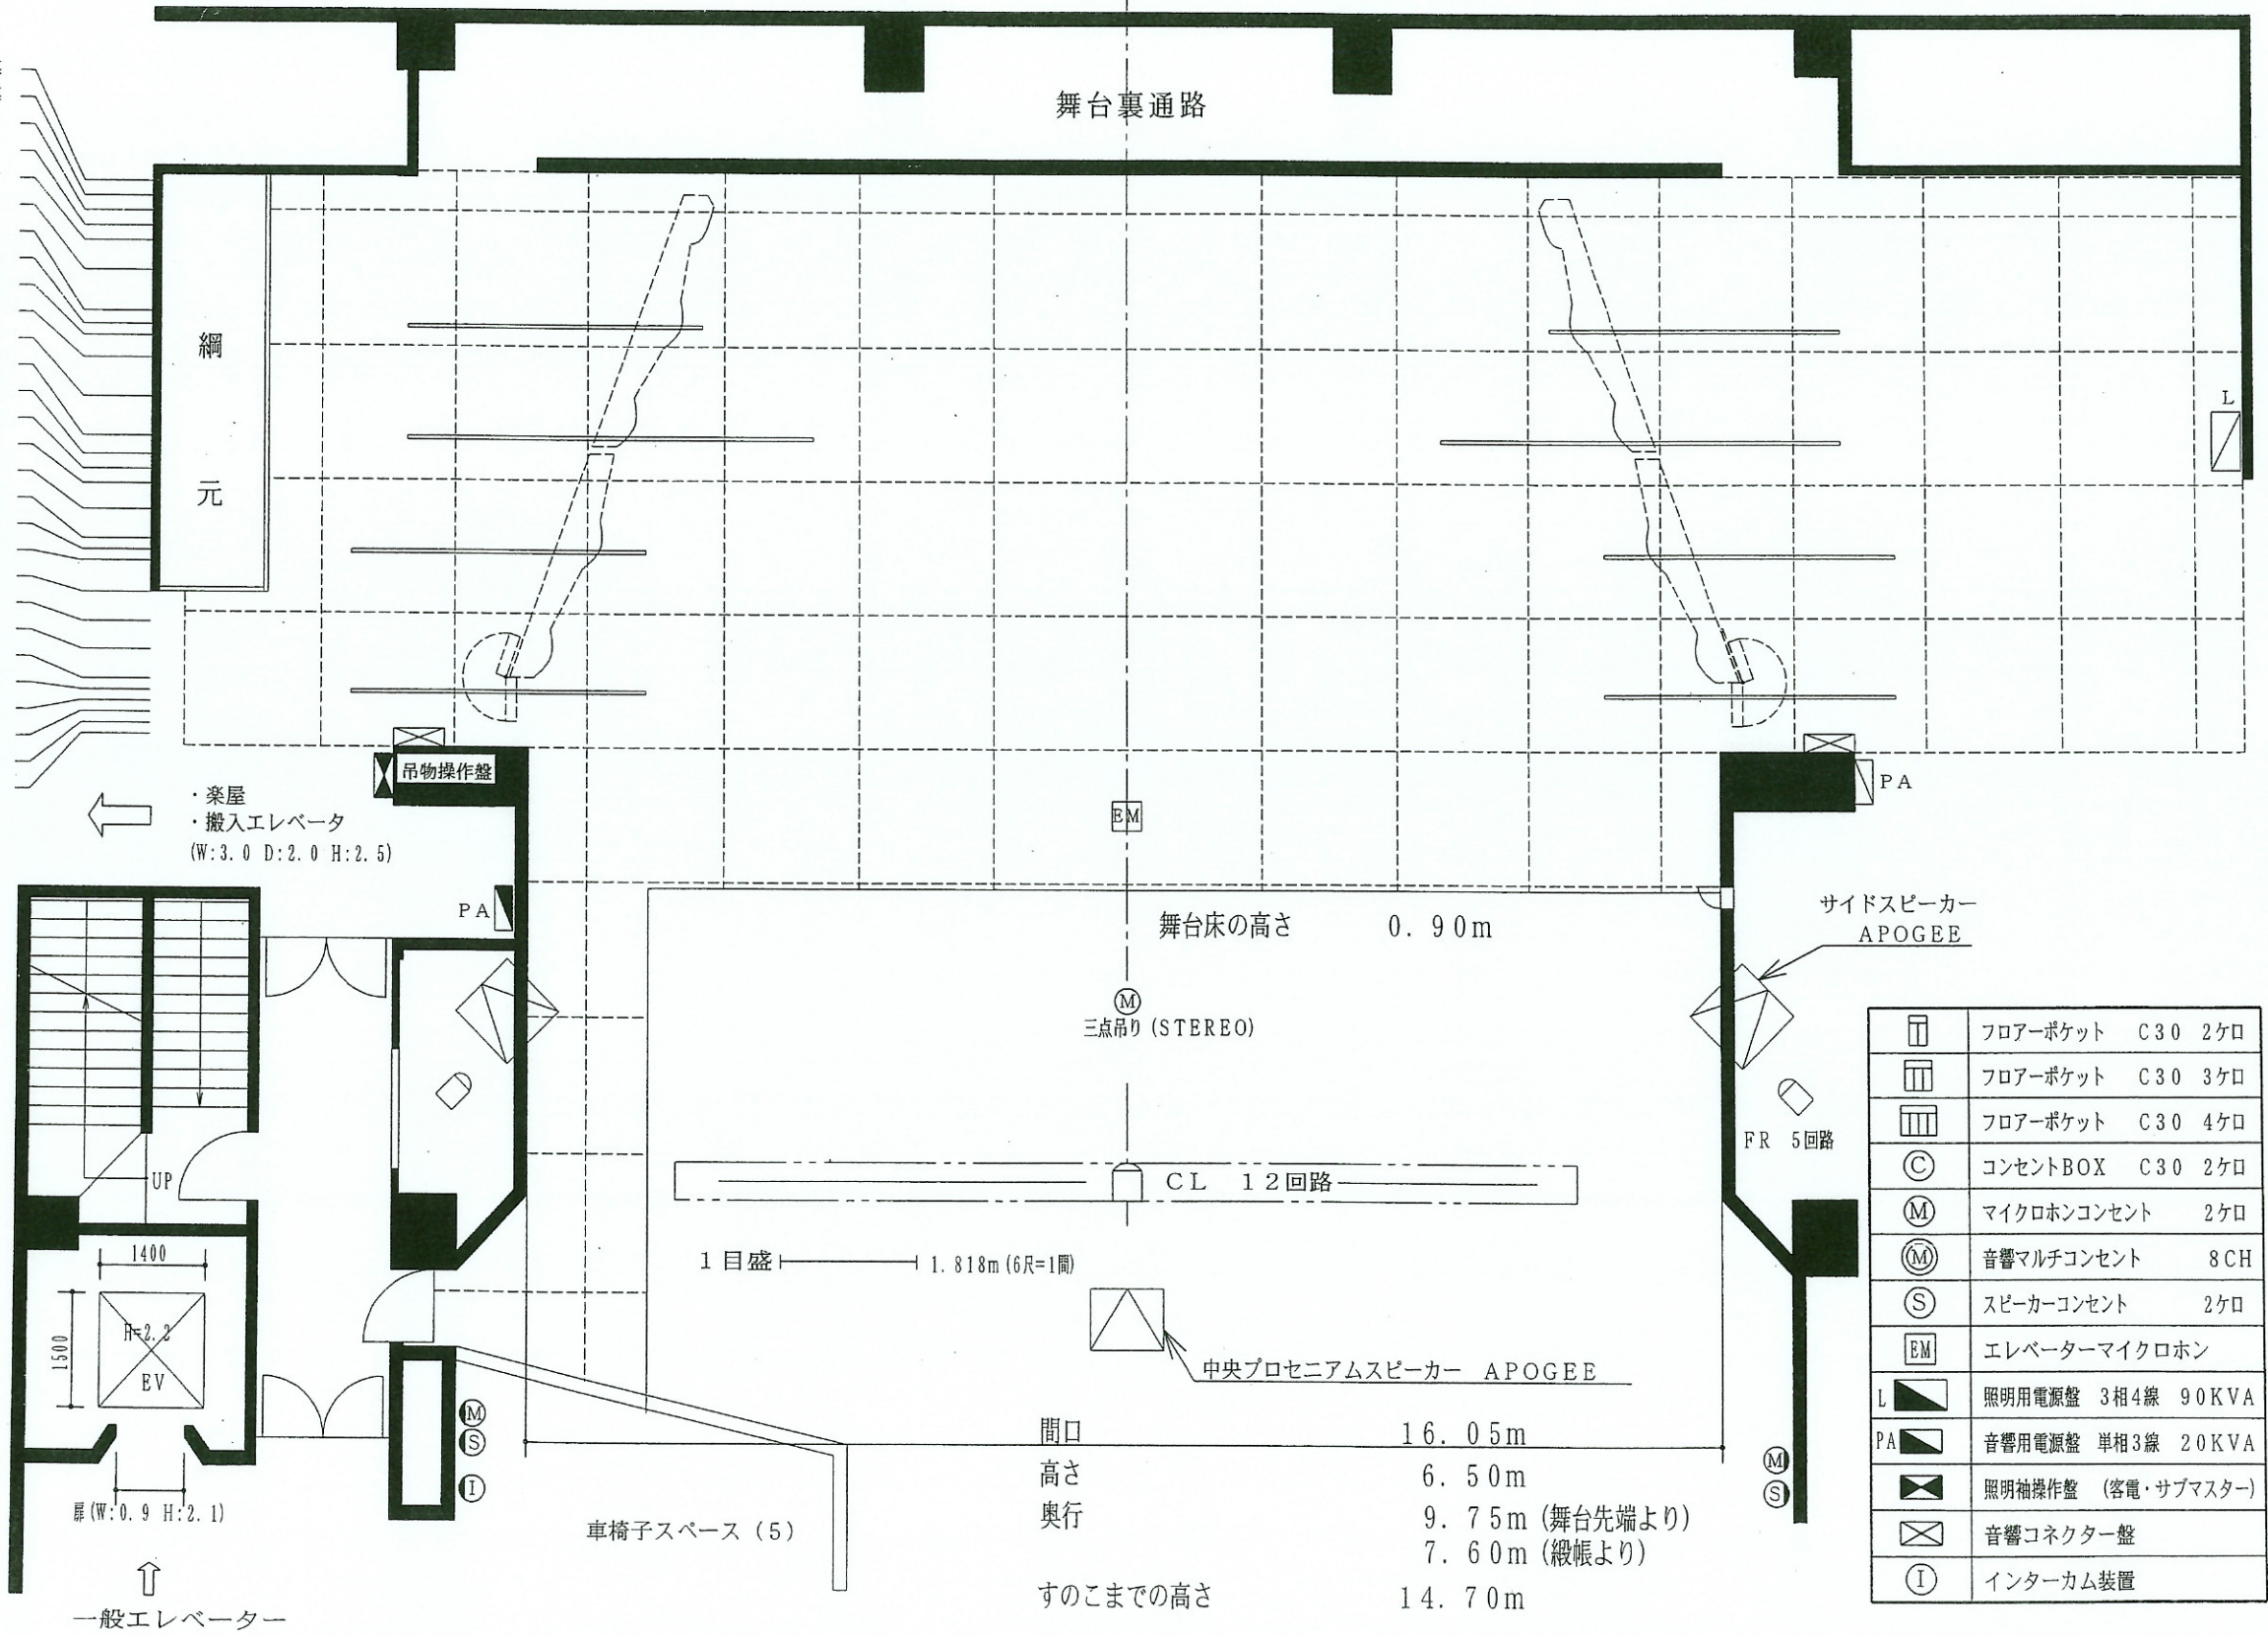 舞台裏通路
綱
元
L
吊物操作盤
・楽屋
・搬入エレベータ
(W:3.0 D:2.0 H:2.5)
EM
PA
PA
サイドスピーカー
APOGEE
舞台床の高さ 0.90m
M
三点吊り (STEREO)
FR 5回路
UP
CL 12回路
1目盛 1.818m (6尺=1間)
1400
1500
H=2.2
EV
中央プロセニアムスピーカー APOGEE
M
S
I
M
S
間口 16.05m
高さ 6.50m
奥行 9.75m (舞台先端より)
7.60m (緞帳より)
すのこまでの高さ 14.70m
扉 (W:0.9 H:2.1)
車椅子スペース (5)
一般エレベーター
フロアーポケット C30 2ケ口
フロアーポケット C30 3ケ口
フロアーポケット C30 4ケ口
C コンセントBOX C30 2ケ口
M マイクロホンコンセント 2ケ口
M 音響マルチコンセント 8CH
S スピーカーコンセント 2ケ口
EM エレベーターマイクロホン
L 照明用電源盤 3相4線 90KVA
PA 音響用電源盤 単相3線 20KVA
照明袖操作盤 (客電・サブマスター)
音響コネクター盤
I インターカム装置